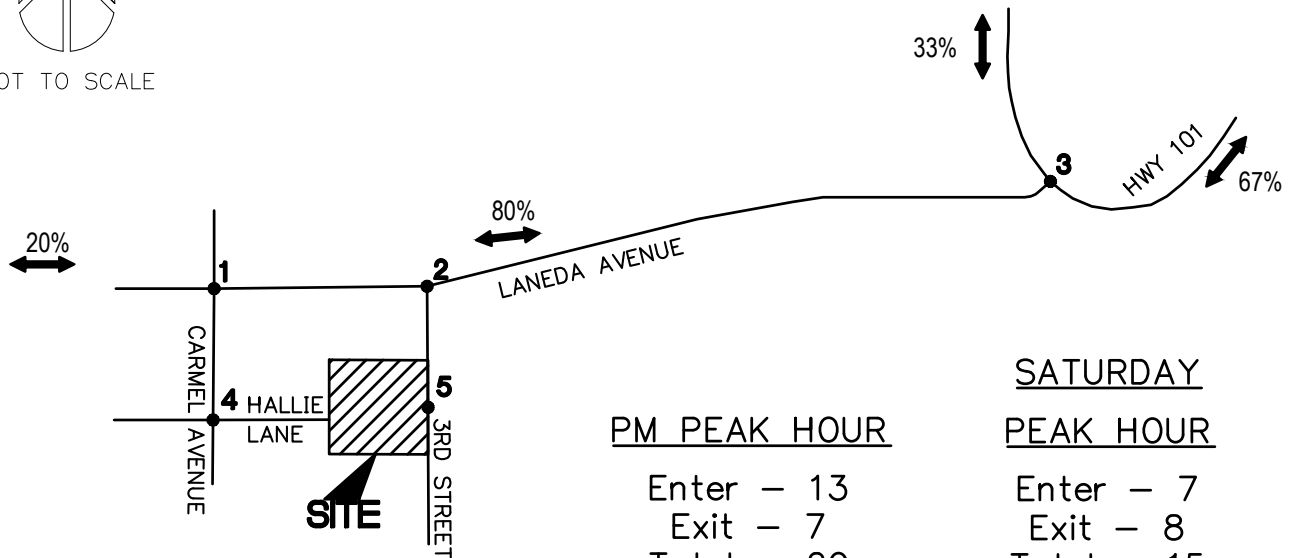 33%
TO SCALE
HWY 101
3
67%
80%
20%
1
2
LANEDA AVENUE
CARMEL AVENUE
4 HALLIE
LANE
5
3RD STREET
SITE
PM PEAK HOUR
Enter – 13
Exit – 7
SATURDAY
PEAK HOUR
Enter – 7
Exit – 8